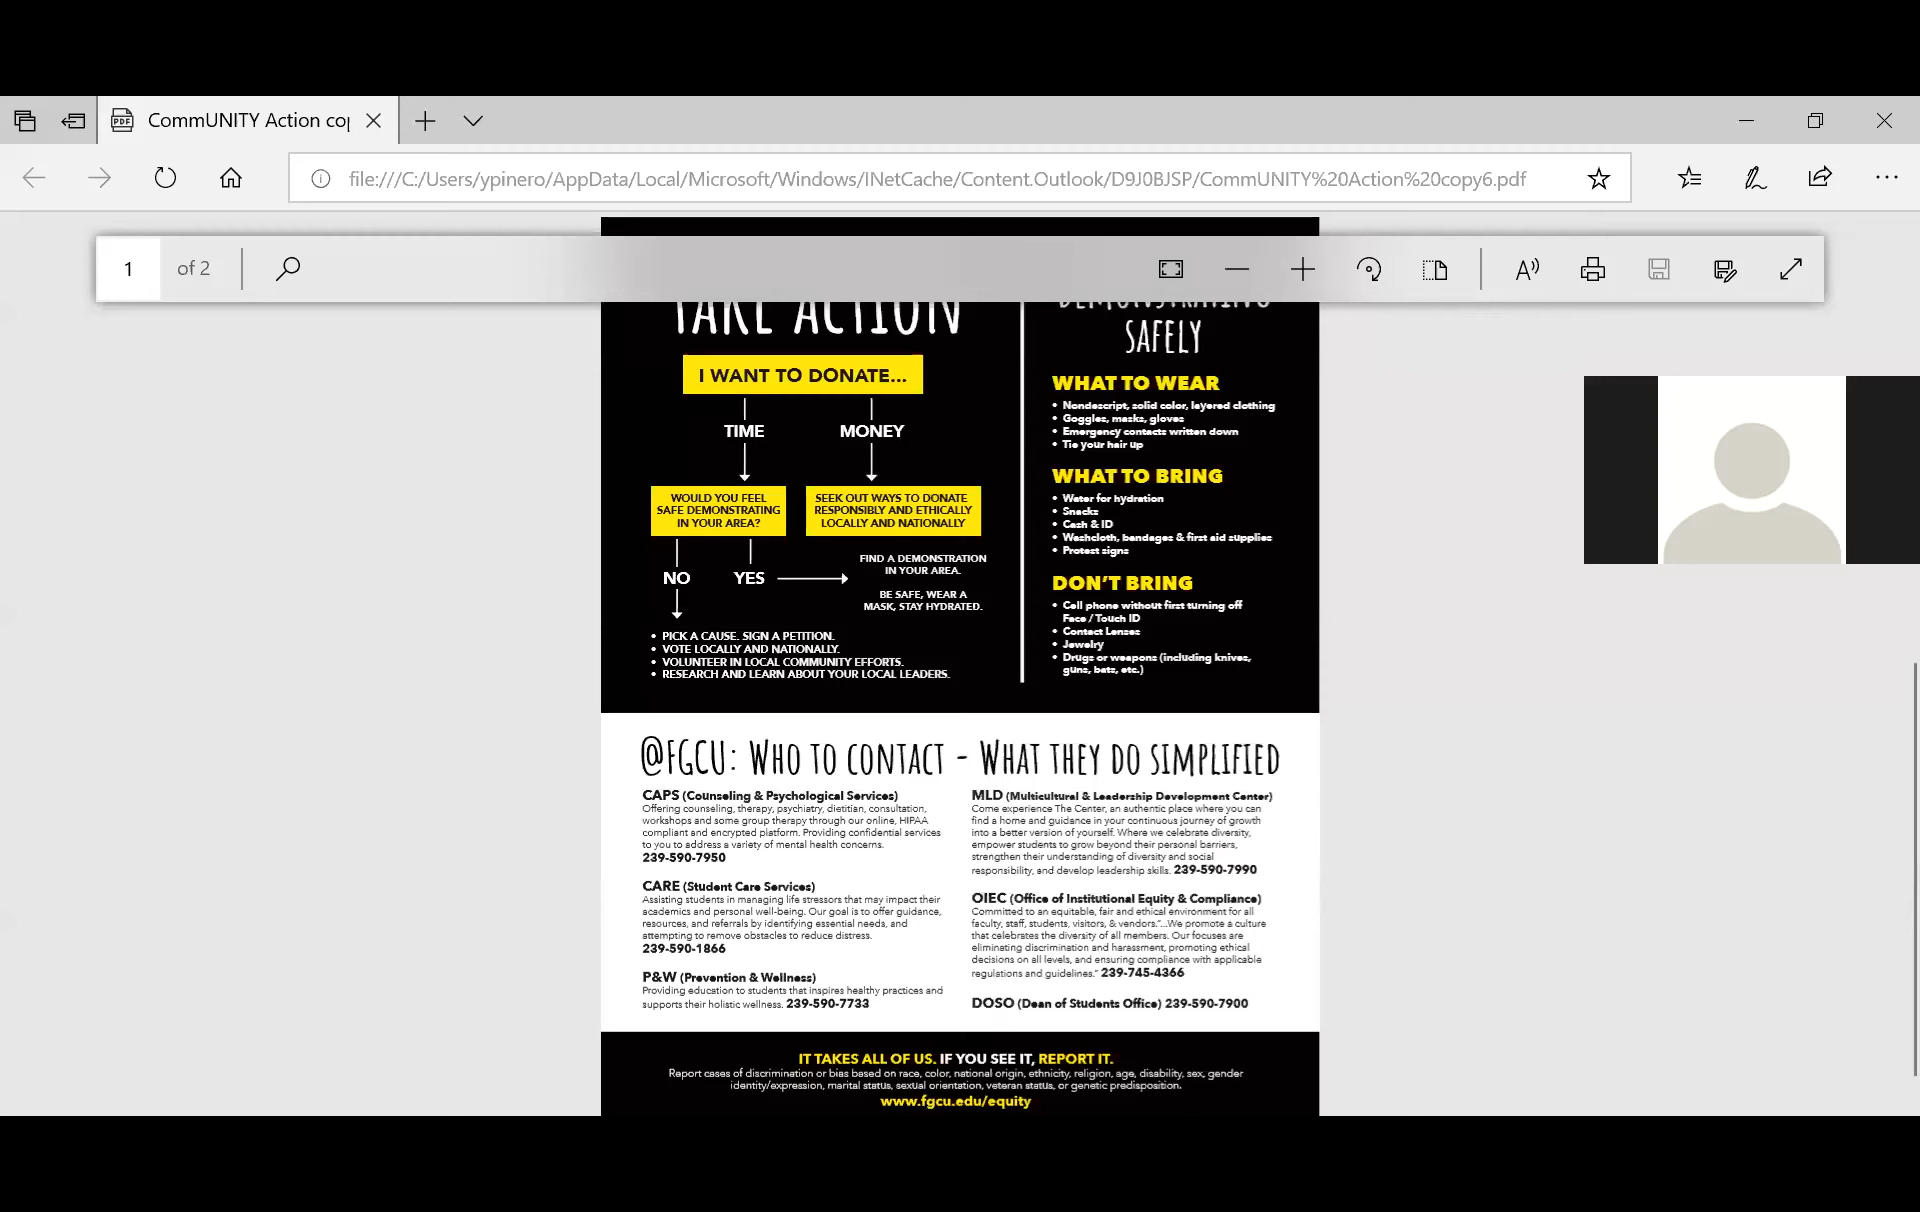 CommUNITY Action cop
file:///C:/Users/ypinero/AppData/Local/Microsoft/Windows/INetCache/Content.Outlook/D9J0BJSP/CommUNITY%20Action%20copy6.pdf
1 of 2
TAKE ACTION
I WANT TO DONATE...
TIME MONEY
WOULD YOU FEEL
SAFE DEMONSTRATING
IN YOUR AREA?
SEEK OUT WAYS TO DONATE
RESPONSIBLY AND ETHICALLY
LOCALLY AND NATIONALLY
NO YES
FIND A DEMONSTRATION
IN YOUR AREA.
BE SAFE, WEAR A
MASK, STAY HYDRATED.
• PICK A CAUSE. SIGN A PETITION.
• VOTE LOCALLY AND NATIONALLY.
• VOLUNTEER IN LOCAL COMMUNITY EFFORTS.
• RESEARCH AND LEARN ABOUT YOUR LOCAL LEADERS.
DEMONSTRATING
SAFELY
WHAT TO WEAR
• Nondescript, solid color, layered clothing
• Goggles, masks, gloves
• Emergency contacts written down
• Tie your hair up
WHAT TO BRING
• Water for hydration
• Snacks
• Cash & ID
• Washcloth, bandages & first aid supplies
• Protest signs
DON'T BRING
• Cell phone without first turning off
Face / Touch ID
• Contact Lenses
• Jewelry
• Drugs or weapons (including knives,
guns, bats, etc.)
@FGCU: WHO TO CONTACT - WHAT THEY DO SIMPLIFIED
CAPS (Counseling & Psychological Services)
Offering counseling, therapy, psychiatry, dietitian, consultation,
workshops and some group therapy through our online, HIPAA
compliant and encrypted platform. Providing confidential services
to you to address a variety of mental health concerns.
239-590-7950
CARE (Student Care Services)
Assisting students in managing life stressors that may impact their
academics and personal well-being. Our goal is to offer guidance,
resources, and referrals by identifying essential needs, and
attempting to remove obstacles to reduce distress.
239-590-1866
P&W (Prevention & Wellness)
Providing education to students that inspires healthy practices and
supports their holistic wellness. 239-590-7733
MLD (Multicultural & Leadership Development Center)
Come experience The Center, an authentic place where you can
find a home and guidance in your continuous journey of growth
into a better version of yourself. Where we celebrate diversity,
empower students to grow beyond their personal barriers,
strengthen their understanding of diversity and social
responsibility, and develop leadership skills. 239-590-7990
OIEC (Office of Institutional Equity & Compliance)
Committed to an equitable, fair and ethical environment for all
faculty, staff, students, visitors, & vendors."...We promote a culture
that celebrates the diversity of all members. Our focuses are
eliminating discrimination and harassment, promoting ethical
decisions on all levels, and ensuring compliance with applicable
regulations and guidelines." 239-745-4366
DOSO (Dean of Students Office) 239-590-7900
IT TAKES ALL OF US. IF YOU SEE IT, REPORT IT.
Report cases of discrimination or bias based on race, color, national origin, ethnicity, religion, age, disability, sex, gender
identity/expression, marital status, sexual orientation, veteran status, or genetic predisposition.
www.fgcu.edu/equity